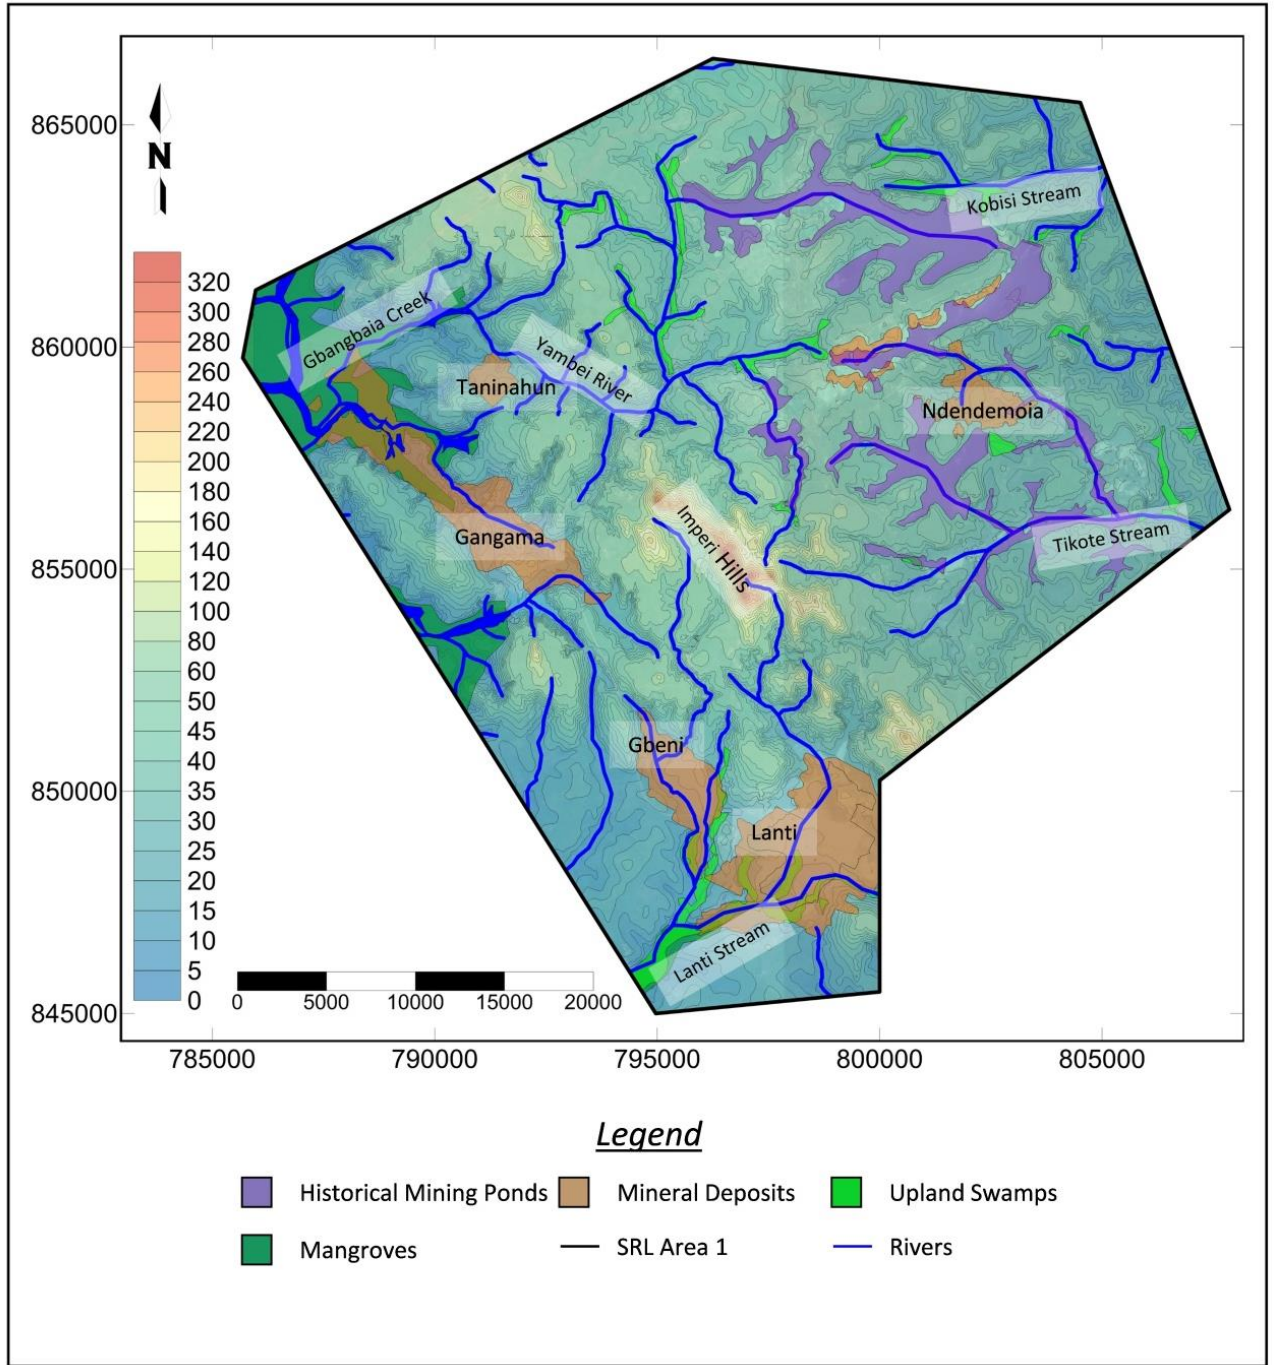 865000
N
Kobisi Stream
320
300
280
260
240
220
200
180
160
140
120
100
80
60
50
45
40
35
30
25
20
15
10
5
0
Gbangbaia Creek
860000
Yambei River
Taninahun
Ndendemoia
Imperi Hills
Gangama
Tikote Stream
855000
Gbeni
850000
Lanti
Lanti Stream
0 5000 10000 15000 20000
845000
785000 790000 795000 800000 805000
Legend
Historical Mining Ponds Mineral Deposits Upland Swamps
Mangroves SRL Area 1 Rivers